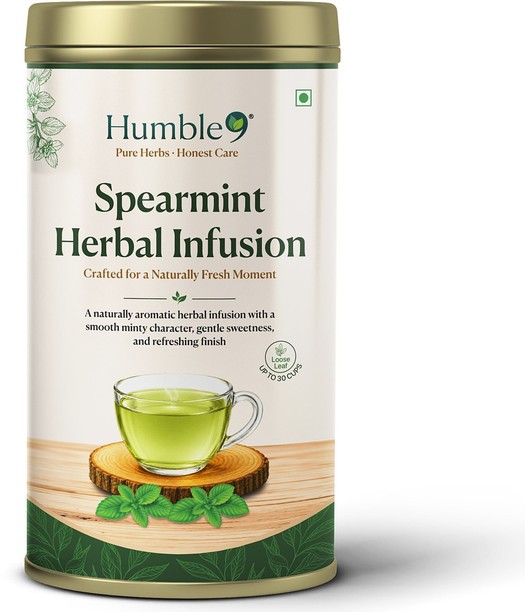 Humble9®
Pure Herbs · Honest Care
Spearmint
Herbal Infusion
Crafted for a Naturally Fresh Moment
A naturally aromatic herbal infusion with a
smooth minty character, gentle sweetness,
and refreshing finish
Loose
Leaf
UP TO 30 CUPS